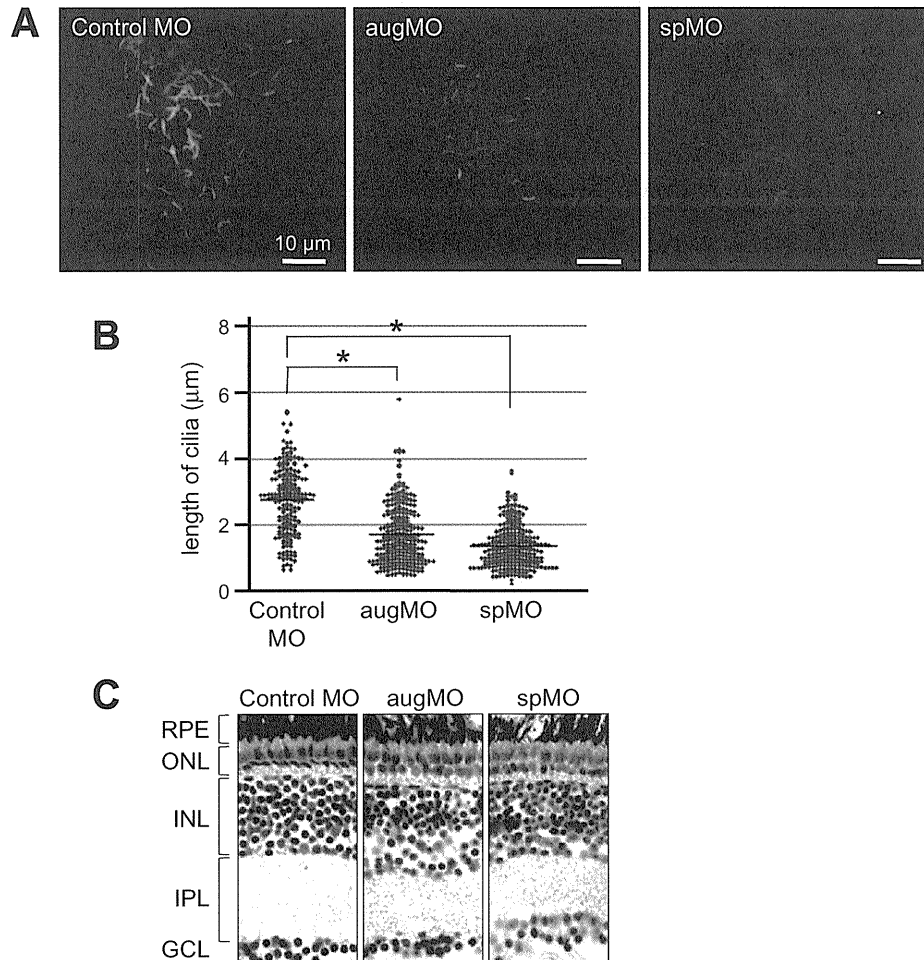 A
Control MO
augMO
spMO
10 µm
B
length of cilia (µm)
8
6
4
2
0
*
*
Control MO
augMO
spMO
C
Control MO
augMO
spMO
RPE
ONL
INL
IPL
GCL